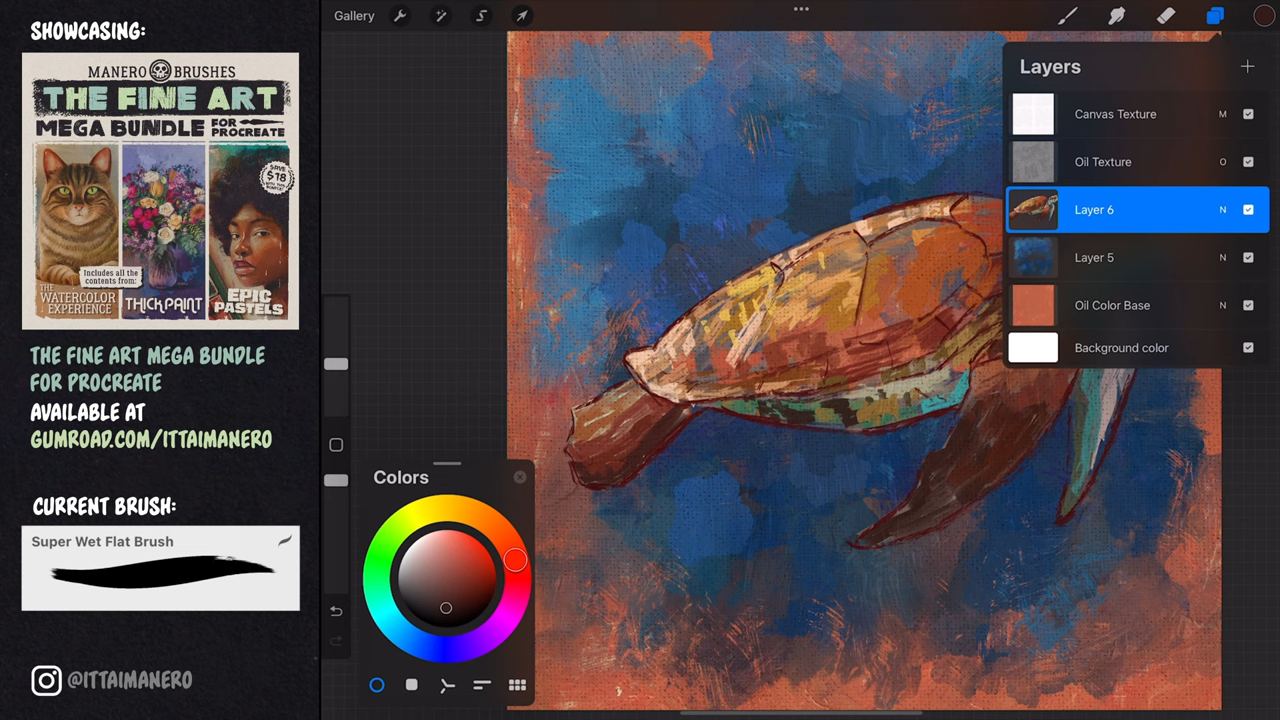 SHOWCASING:
MANERO BRUSHES
THE FINE ART
MEGA BUNDLE FOR PROCREATE
SAVE $78
Includes all the contents from:
THE WATERCOLOR EXPERIENCE
THICK PAINT
EPIC PASTELS
THE FINE ART MEGA BUNDLE
FOR PROCREATE
AVAILABLE AT
GUMROAD.COM/ITTAIMANERO
CURRENT BRUSH:
Super Wet Flat Brush
@ITTAIMANERO
Gallery
Layers
Canvas Texture M
Oil Texture O
Layer 6 N
Layer 5 N
Oil Color Base N
Background color
Colors